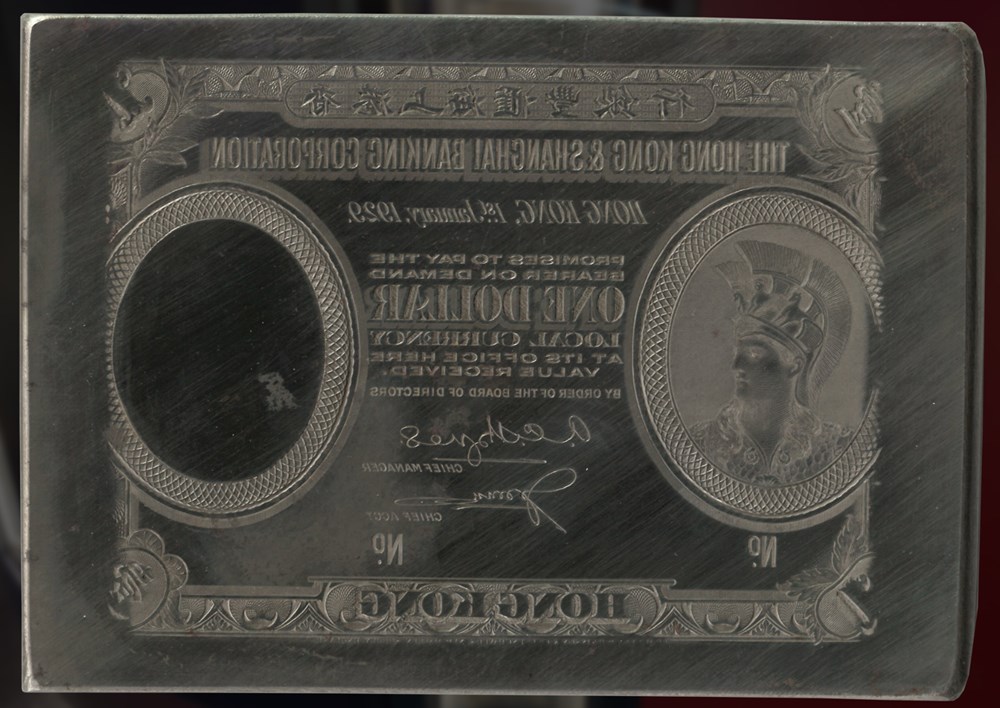 行銀豐滙海上港香
THE HONG KONG & SHANGHAI BANKING CORPORATION
HONG KONG, 1st January, 1929.
PROMISES TO PAY THE
BEARER ON DEMAND
ONE DOLLAR
LOCAL CURRENCY
AT ITS OFFICE HERE
VALUE RECEIVED.
BY ORDER OF THE BOARD OF DIRECTORS
CHIEF MANAGER
CHIEF ACCT
No. No.
HONG KONG